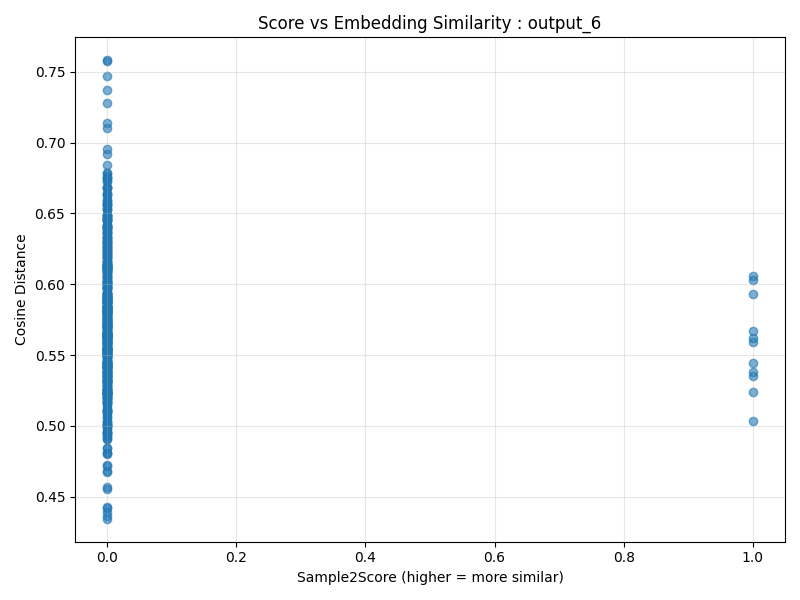 Score vs Embedding Similarity : output_6
Cosine Distance
0.75
0.70
0.65
0.60
0.55
0.50
0.45
0.0 0.2 0.4 0.6 0.8 1.0
Sample2Score (higher = more similar)